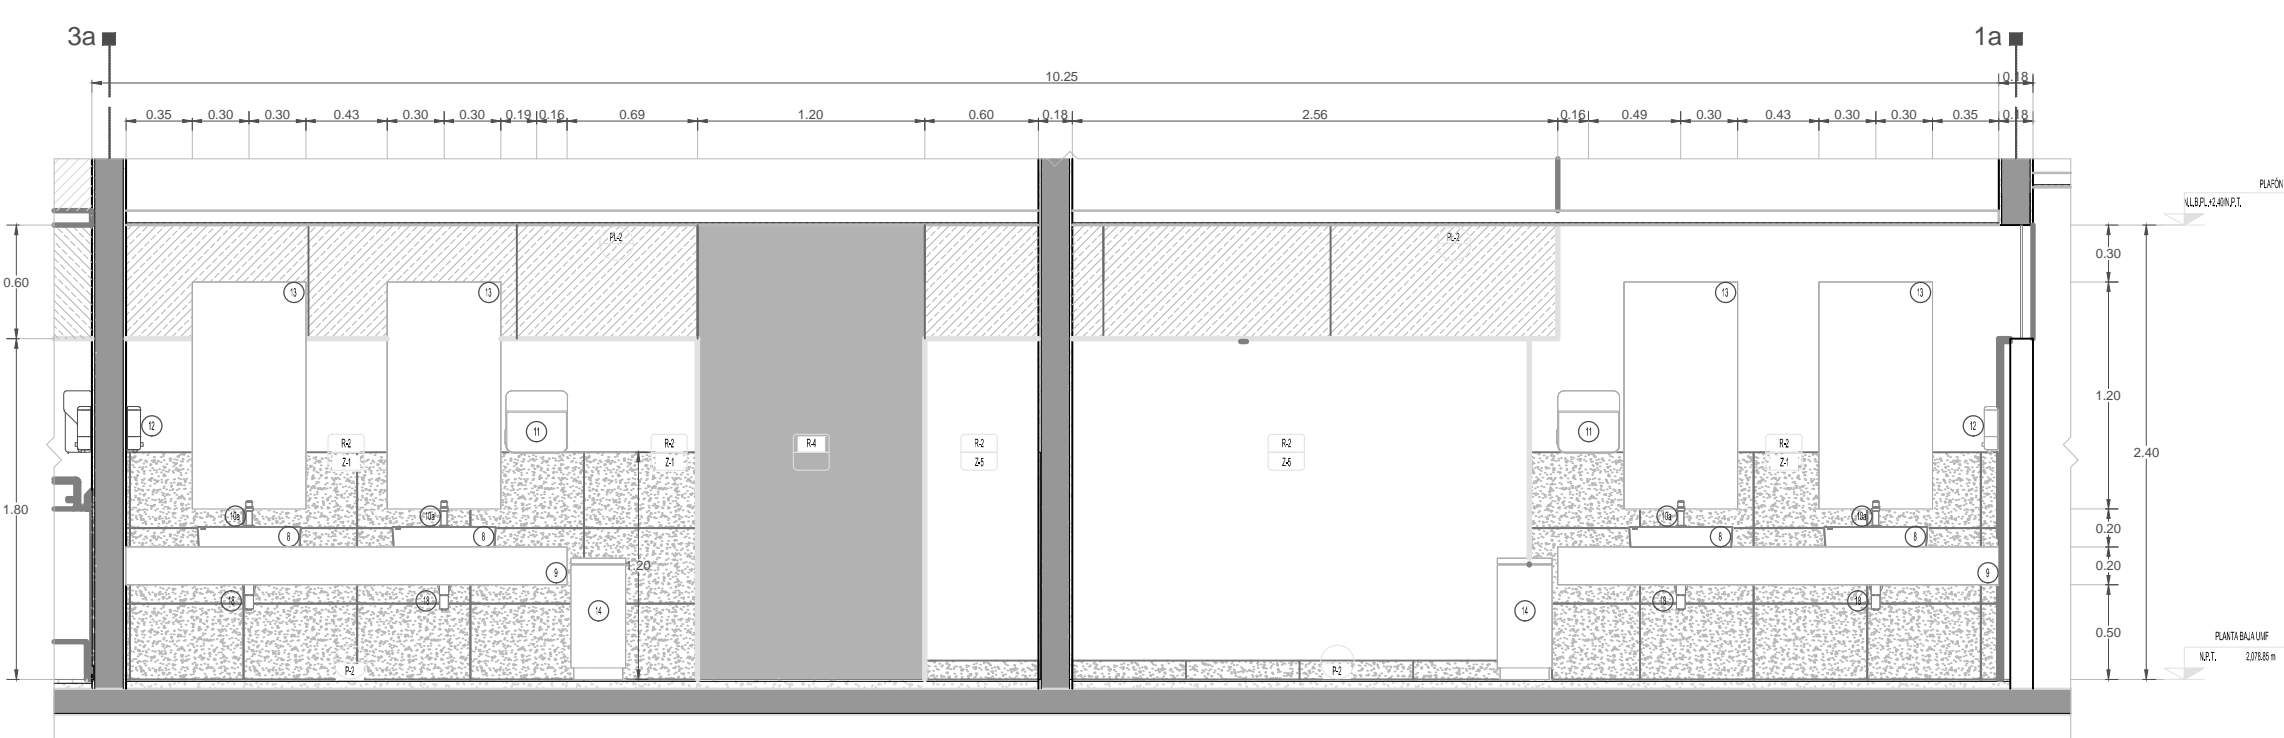 3a
1a
10.25
0.18
0.35
0.30
0.30
0.43
0.30
0.30
0.19
0.16
0.69
1.20
0.60
0.18
2.56
0.16
0.49
0.30
0.43
0.30
0.30
0.35
0.18
PLAFÓN
N.L.B.PL.+2.40/N.P.T.
PL-2
PL-2
0.30
0.60
13
13
13
13
1.20
12
11
11
12
R-2
Z-1
R-2
Z-1
R-4
R-2
Z-5
R-2
Z-5
R-2
Z-1
2.40
1.80
10a
10a
10a
10a
0.20
8
8
8
8
9
1.20
0.20
9
18
18
14
14
18
18
0.50
PLANTA BAJA UMF
N.P.T.
2,078.85 m
P-2
P-2